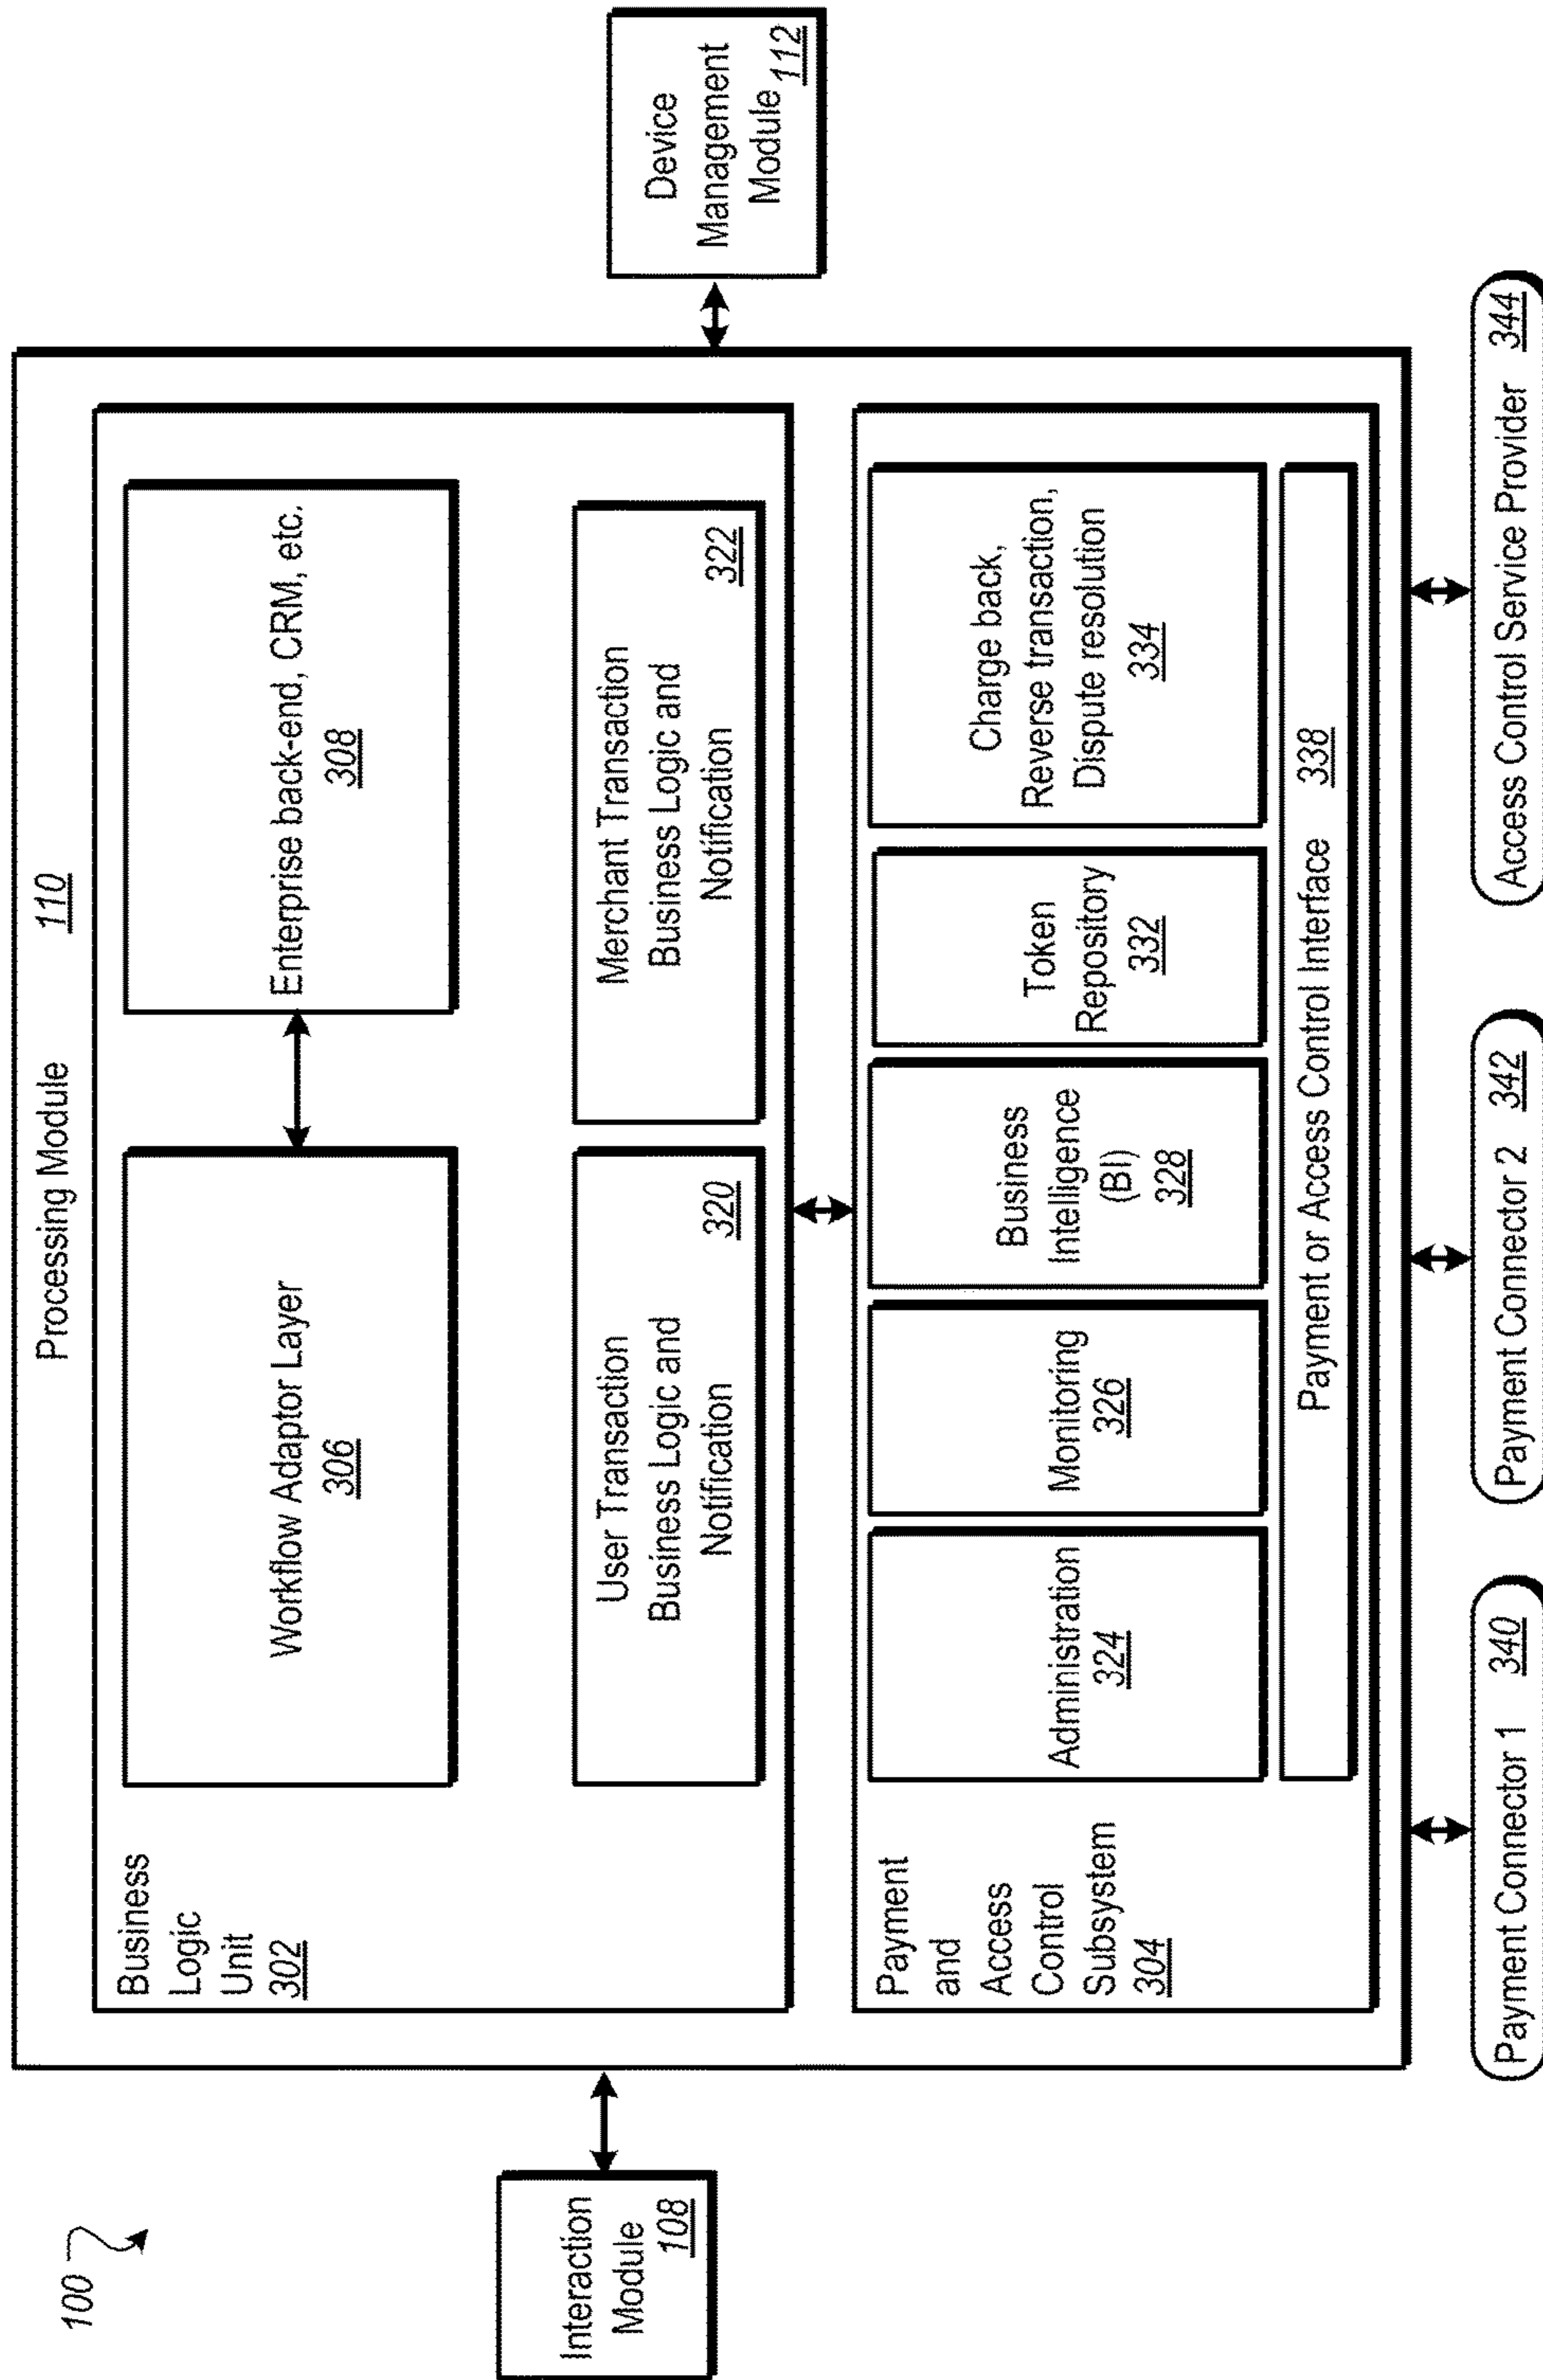 100
Processing Module 110
Business
Logic
Unit
302
Workflow Adaptor Layer
306
Enterprise back-end, CRM, etc.
308
User Transaction 320
Business Logic and
Notification
Merchant Transaction 322
Business Logic and
Notification
Interaction
Module
108
Device
Management
Module 112
Payment
and
Access
Control
Subsystem
304
Administration
324
Monitoring
326
Business
Intelligence
(BI)
328
Token
Repository
332
Charge back,
Reverse transaction,
Dispute resolution
334
Payment or Access Control Interface 338
Payment Connector 1 340
Payment Connector 2 342
Access Control Service Provider 344